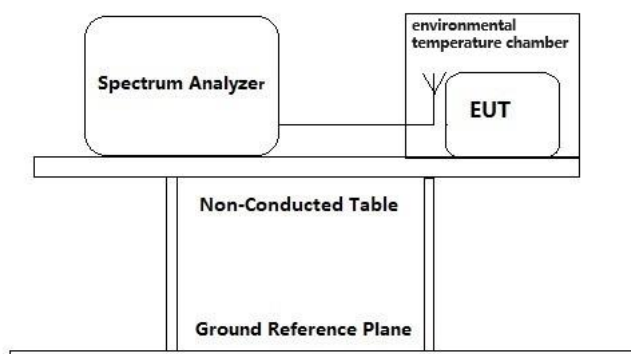 environmental
temperature chamber
Spectrum Analyzer
EUT
Non-Conducted Table
Ground Reference Plane